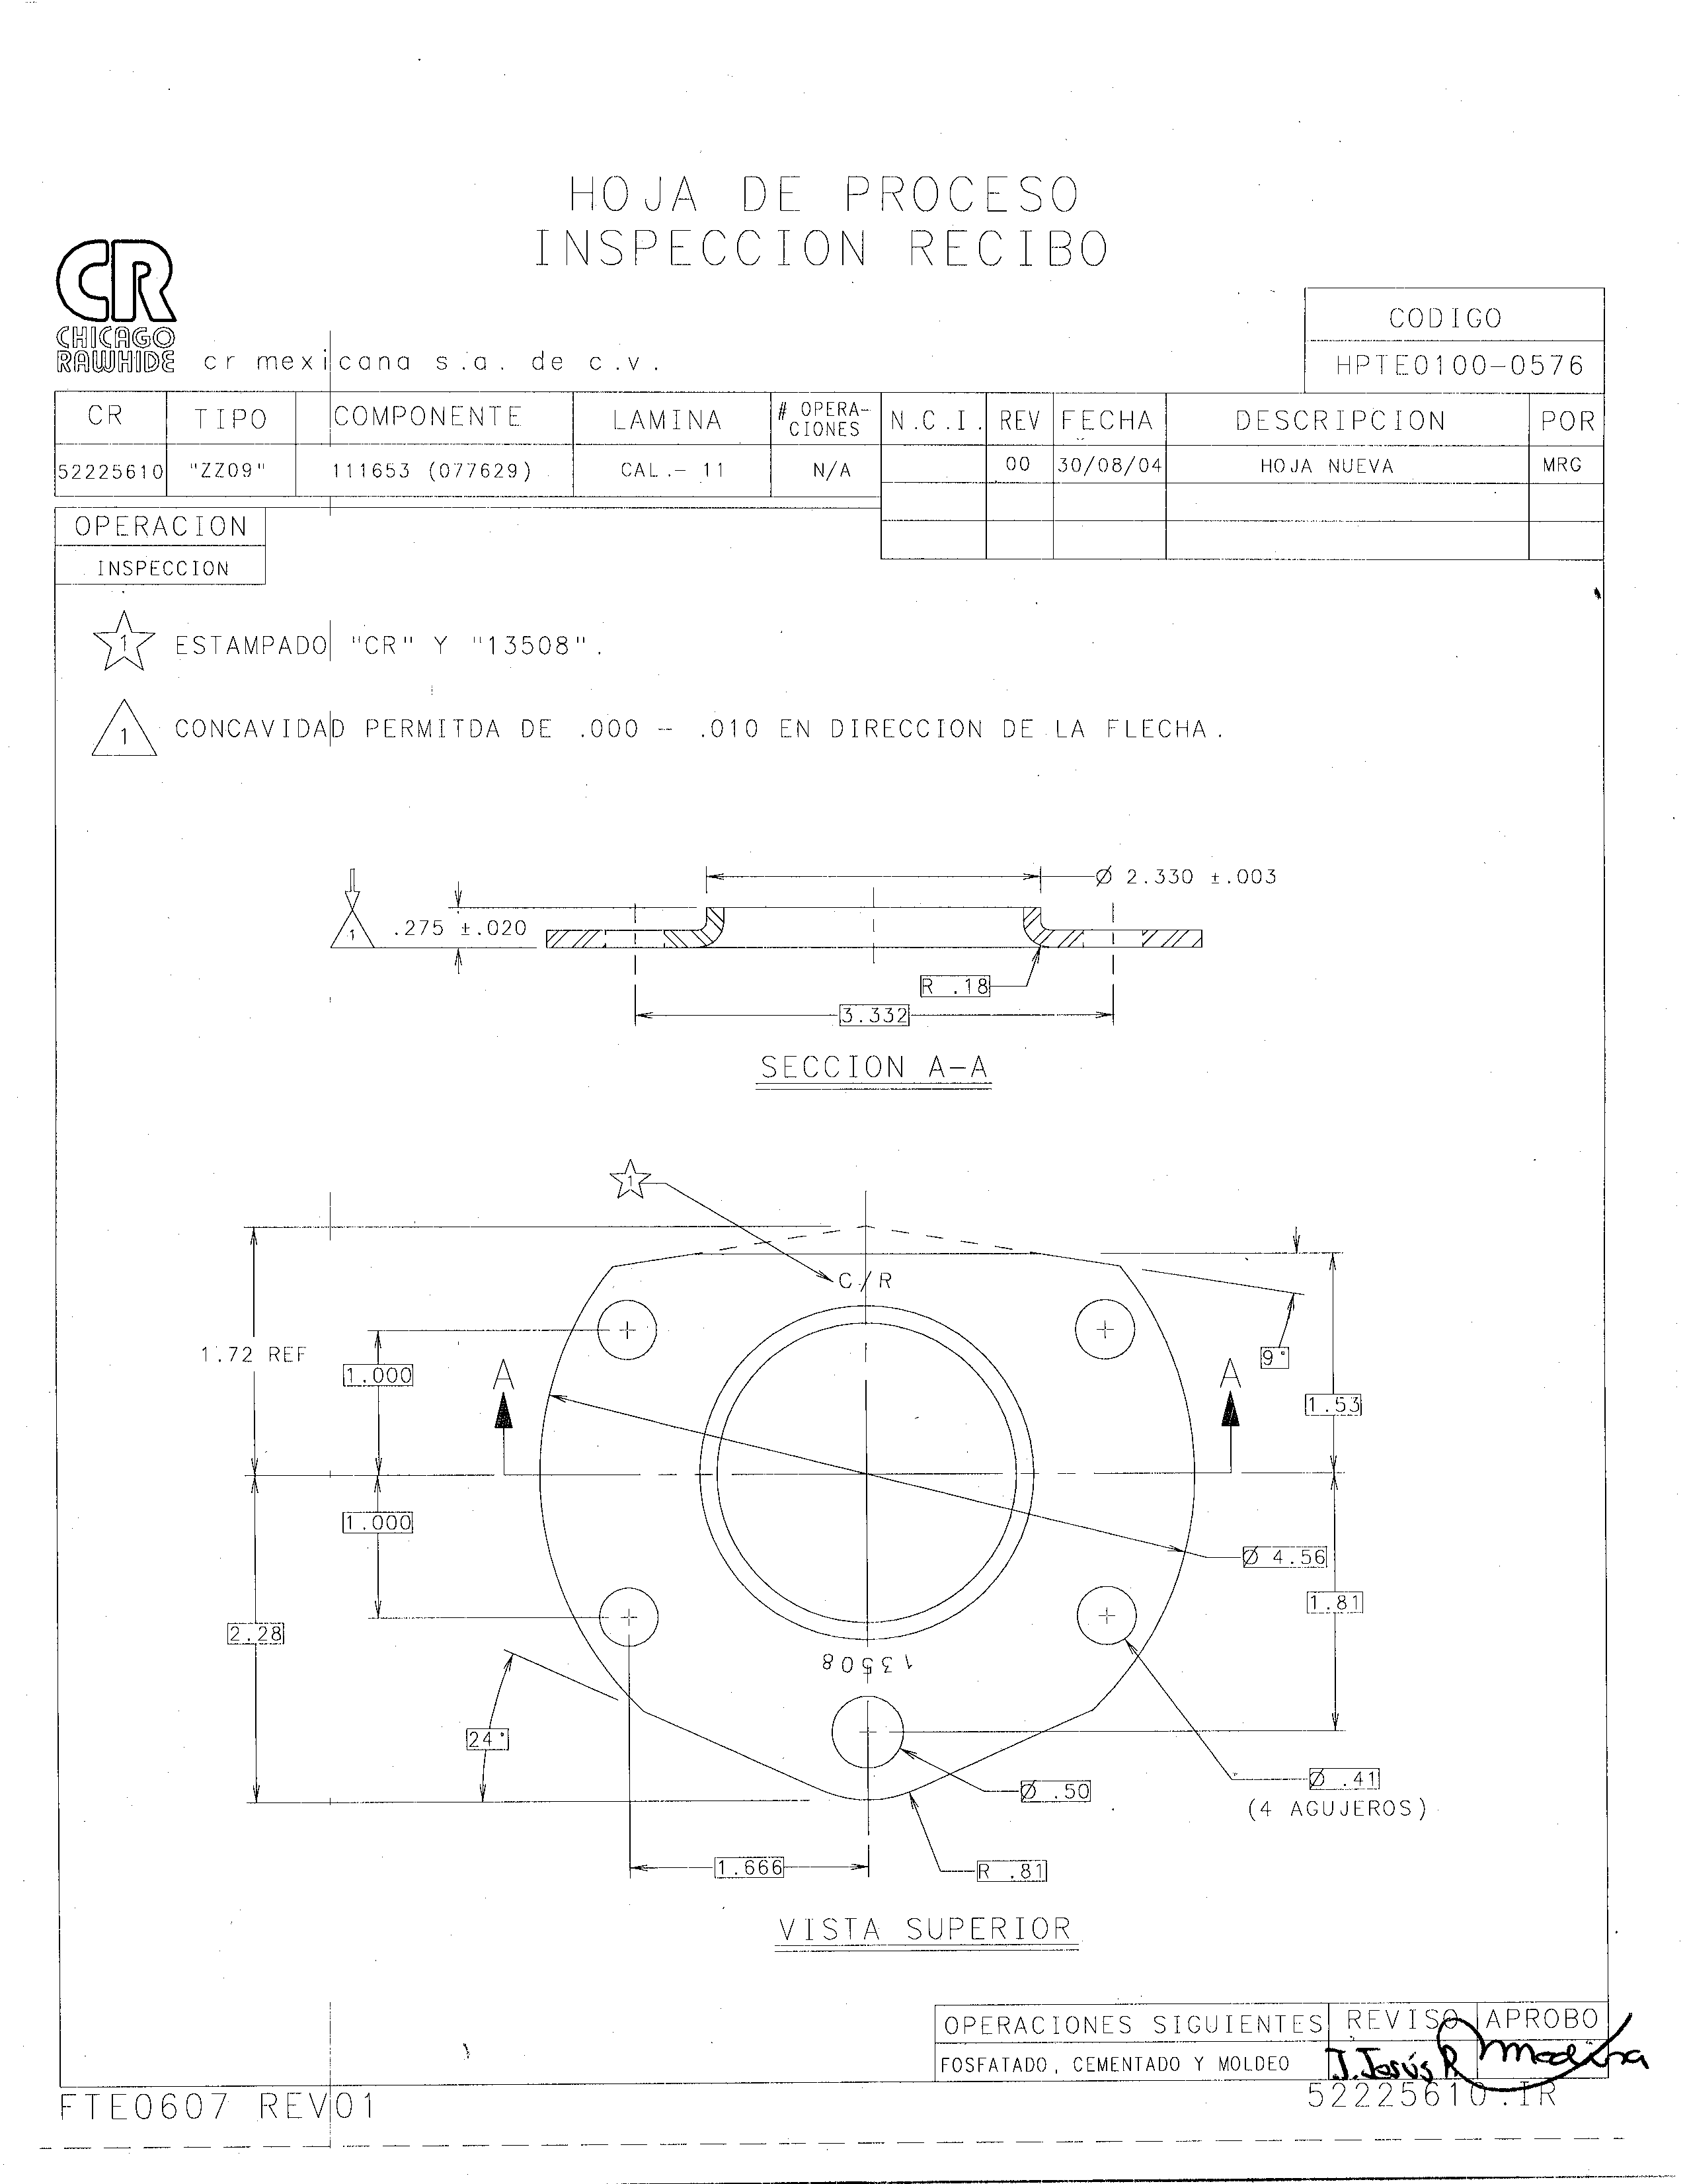 HOJA DE PROCESO
INSPECCION RECIBO
CR
CHICAGO
RAWHIDE
cr mexicana s.a. de c.v.
CODIGO
HPTE0100-0576
CR TIPO COMPONENTE LAMINA # OPERA-CIONES N.C.I. REV FECHA DESCRIPCION POR
52225610 "ZZ09" 111653 (077629) CAL.- 11 N/A 00 30/08/04 HOJA NUEVA MRG
OPERACION
INSPECCION
1 ESTAMPADO "CR" Y "13508".
1 CONCAVIDAD PERMITDA DE .000 - .010 EN DIRECCION DE LA FLECHA.
Ø 2.330 ±.003
1 .275 ±.020
R .18
3.332
SECCION A-A
1
C/R
1.72 REF
9°
1.000
A A
1.53
1.000
Ø 4.56
1.81
2.28
13508
24°
Ø .41
Ø .50
(4 AGUJEROS)
1.666
R .81
VISTA SUPERIOR
OPERACIONES SIGUIENTES REVISO APROBO
FOSFATADO, CEMENTADO Y MOLDEO J. Jesús R Medina
FTE0607 REV01
52225610.IR